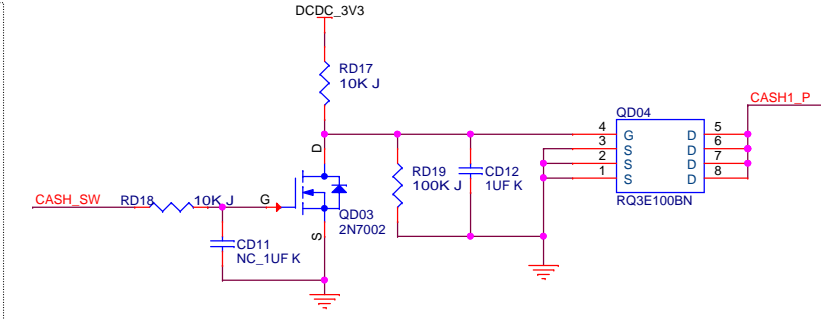 DCDC_3V3
RD17
10K J
CASH1_P
QD04
4 G D 5
3 S D 6
2 S D 7
1 S D 8
RQ3E100BN
D
RD19
100K J
CD12
1UF K
CASH_SW
RD18
10K J
G
QD03
2N7002
S
CD11
NC_1UF K